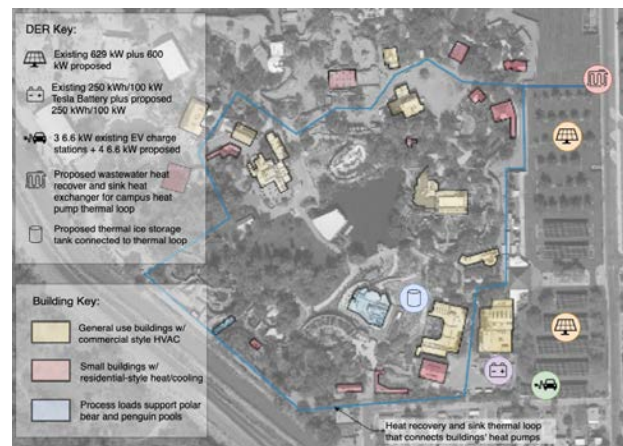 DER Key:
Existing 629 kW plus 600
kW proposed
Existing 250 kWh/100 kW
Tesla Battery plus proposed
250 kWh/100 kW
3 6.6 kW existing EV charge
stations + 4 6.6 kW proposed
Proposed wastewater heat
recover and sink heat
exchanger for campus heat
pump thermal loop
Proposed thermal ice storage
tank connected to thermal loop
Building Key:
General use buildings w/
commercial style HVAC
Small buildings w/
residential-style heat/cooling
Process loads support polar
bear and penguin pools
Heat recovery and sink thermal loop
that connects buildings' heat pumps